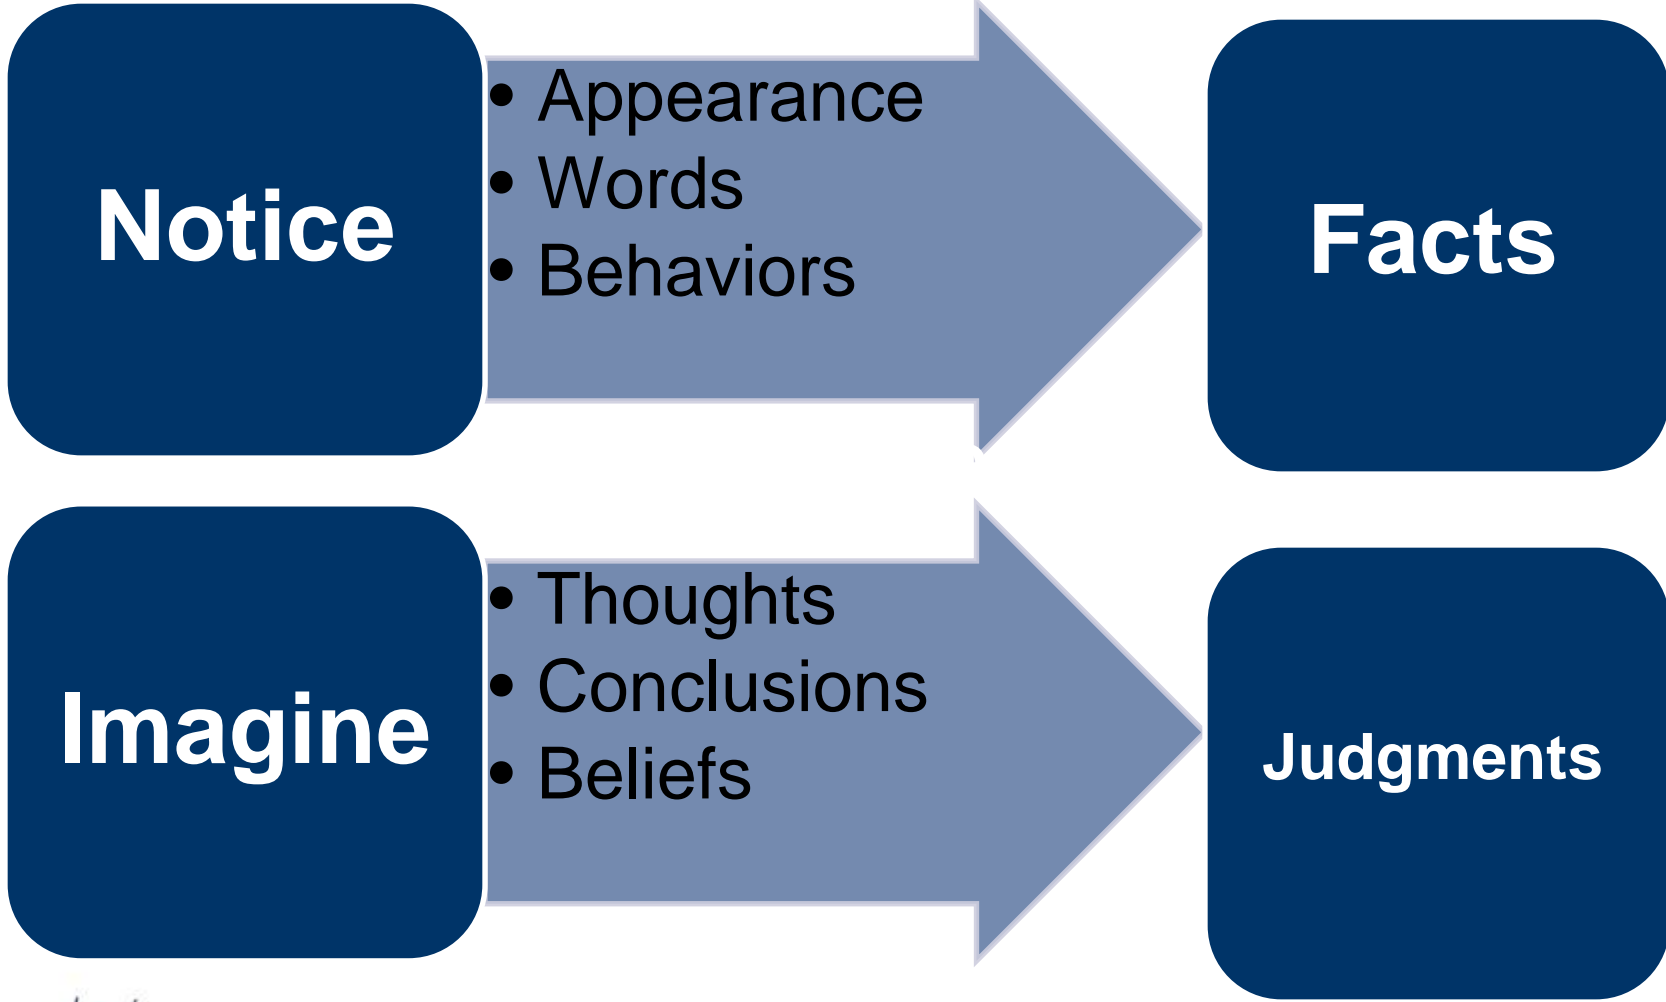 Notice
• Appearance
• Words
• Behaviors
Facts
Imagine
• Thoughts
• Conclusions
• Beliefs
Judgments